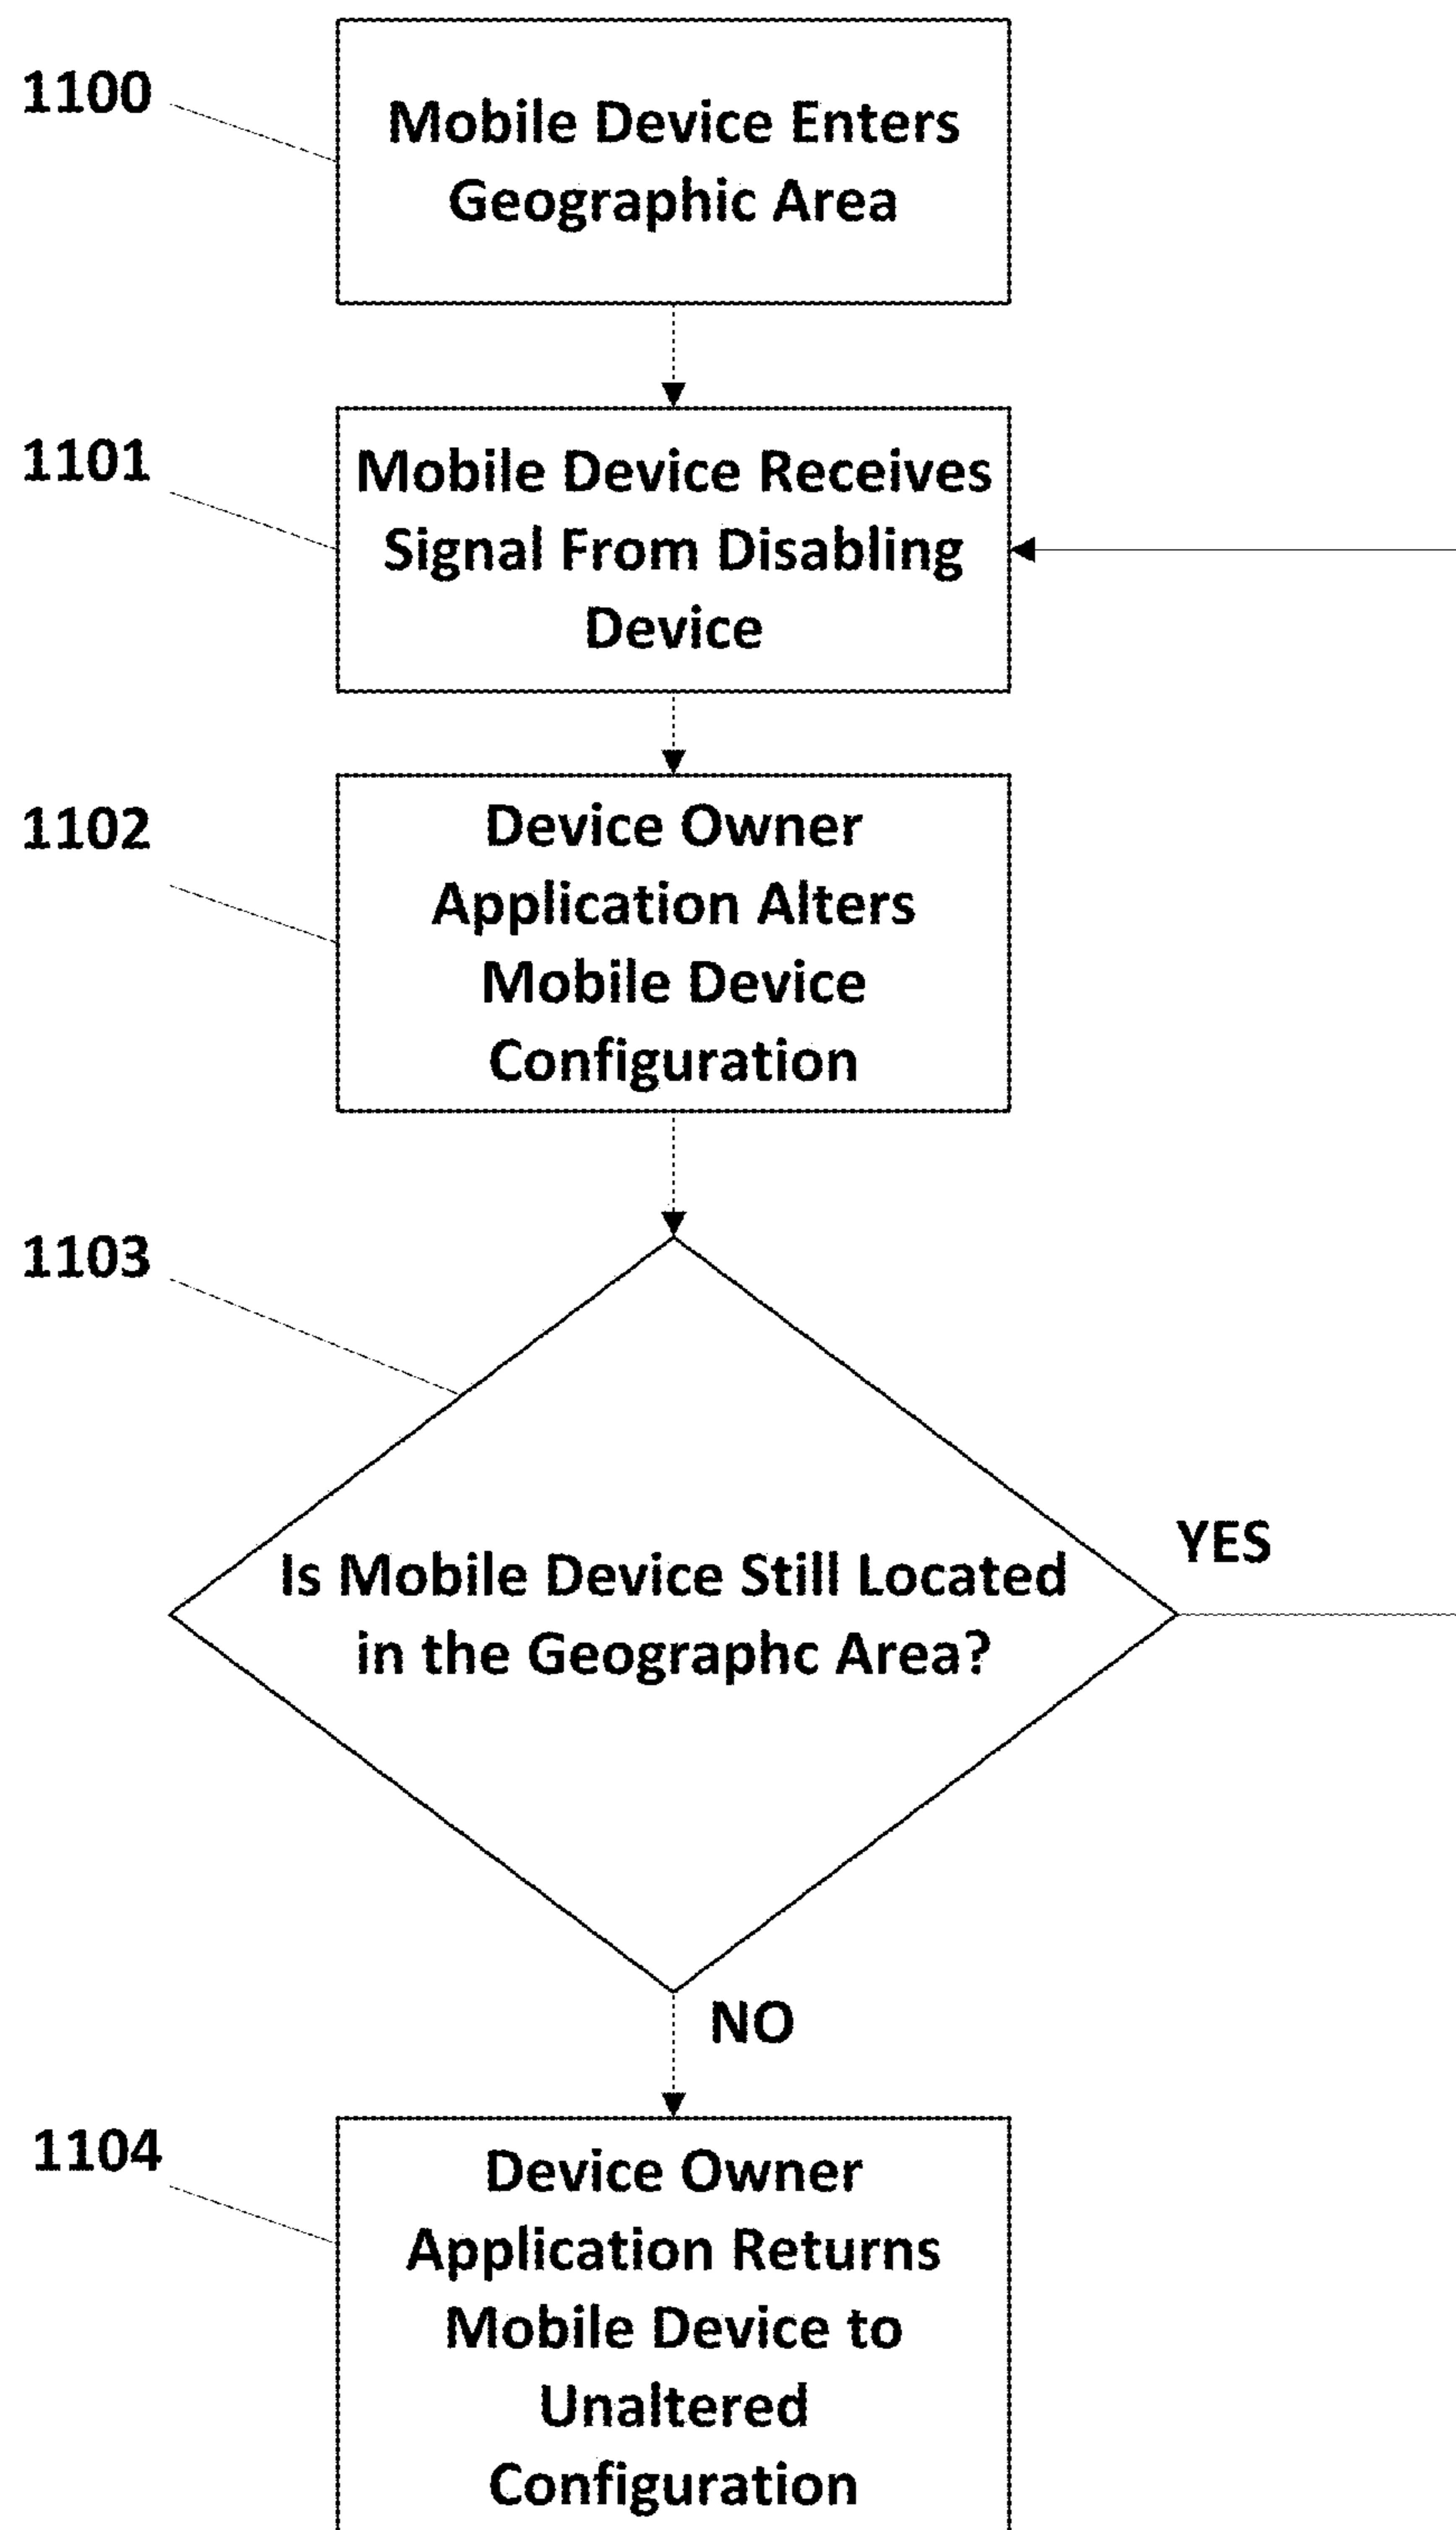 1100
Mobile Device Enters
Geographic Area
1101
Mobile Device Receives
Signal From Disabling
Device
1102
Device Owner
Application Alters
Mobile Device
Configuration
1103
Is Mobile Device Still Located
in the Geographc Area?
YES
NO
1104
Device Owner
Application Returns
Mobile Device to
Unaltered
Configuration